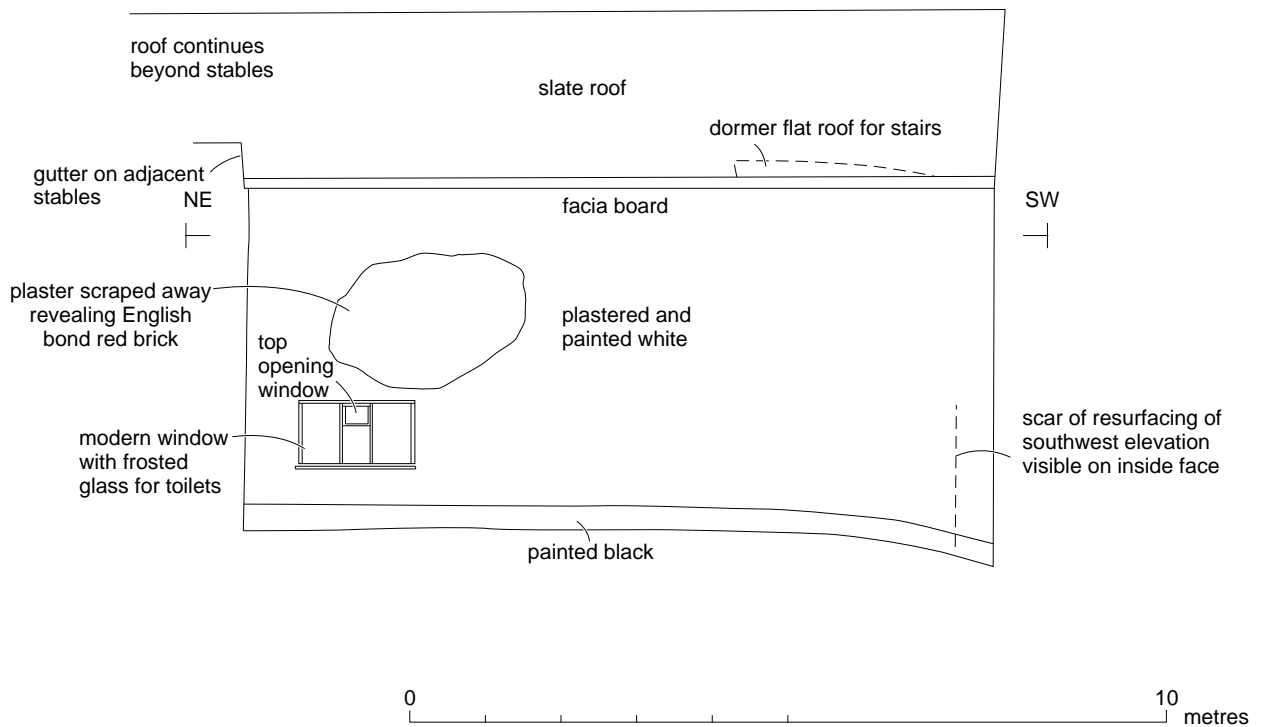 roof continues
beyond stables
slate roof
dormer flat roof for stairs
gutter on adjacent
stables
NE
SW
facia board
plaster scraped away
revealing English
bond red brick
plastered and
painted white
top
opening
window
modern window
with frosted
glass for toilets
scar of resurfacing of
southwest elevation
visible on inside face
painted black
0
10
metres